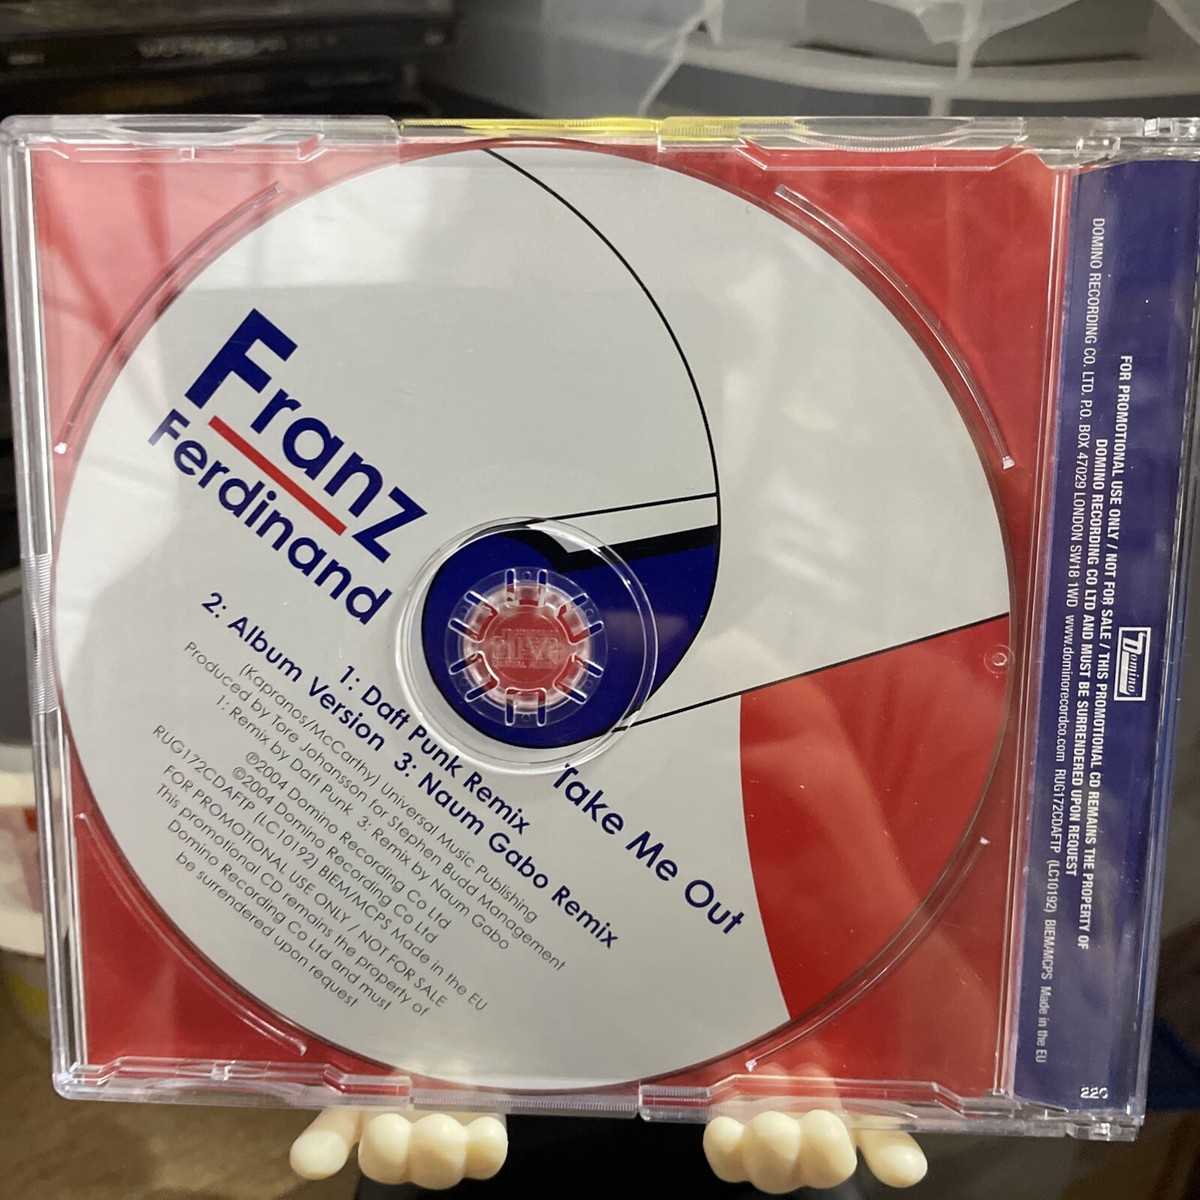 Franz
Ferdinand
Take Me Out
1: Daft Punk Remix
2: Album Version 3: Naum Gabo Remix
(Kapranos/McCarthy) Universal Music Publishing
Produced by Tore Johansson for Stephen Budd Management
1: Remix by Daft Punk 3: Remix by Naum Gabo
℗2004 Domino Recording Co Ltd
©2004 Domino Recording Co Ltd
RUG172CDAFTP (LC10192) BIEM/MCPS Made in the EU
FOR PROMOTIONAL USE ONLY / NOT FOR SALE
This promotional CD remains the property of
Domino Recording Co Ltd and must
be surrendered upon request
Domino
FOR PROMOTIONAL USE ONLY / NOT FOR SALE / THIS PROMOTIONAL CD REMAINS THE PROPERTY OF
DOMINO RECORDING CO LTD AND MUST BE SURRENDERED UPON REQUEST
DOMINO RECORDING CO. LTD. P.O. BOX 47029 LONDON SW18 1WD www.dominorecordco.com RUG172CDAFTP (LC10192) BIEM/MCPS Made in the EU